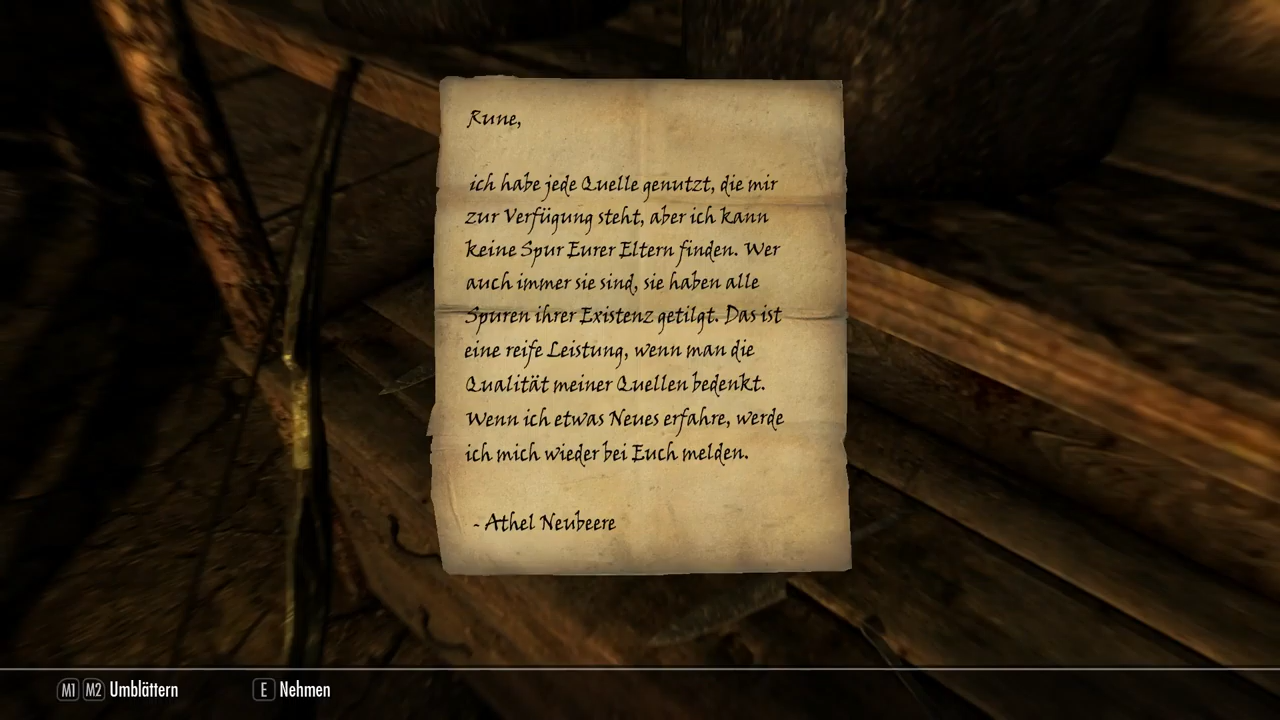 Rune,
ich habe jede Quelle genutzt, die mir
zur Verfügung steht, aber ich kann
keine Spur Eurer Eltern finden. Wer
auch immer sie sind, sie haben alle
Spuren ihrer Existenz getilgt. Das ist
eine reife Leistung, wenn man die
Qualität meiner Quellen bedenkt.
Wenn ich etwas Neues erfahre, werde
ich mich wieder bei Euch melden.
- Athel Neubeere
M1 M2 Umblättern E Nehmen